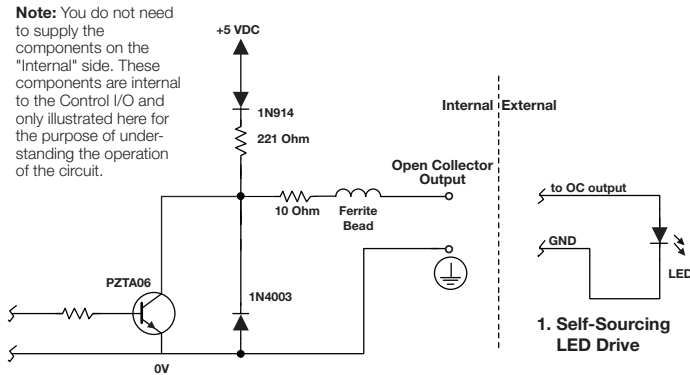 Note: You do not need
to supply the
components on the
"Internal" side. These
components are internal
to the Control I/O and
only illustrated here for
the purpose of under-
standing the operation
of the circuit.
+5 VDC
1N914
221 Ohm
Internal
External
Open Collector
Output
10 Ohm
Ferrite
Bead
to OC output
GND
LED
PZTA06
1N4003
0V
1. Self-Sourcing
LED Drive